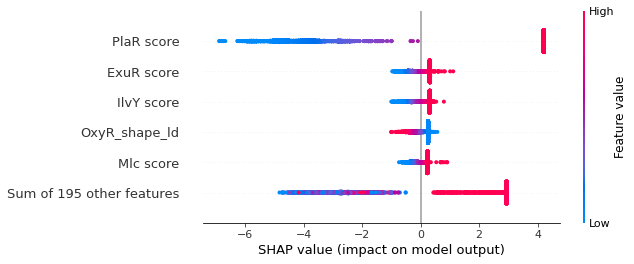 High
PlaR score
ExuR score
IlvY score
OxyR_shape_ld
Mlc score
Sum of 195 other features
Feature value
Low
−6 −4 −2 0 2 4
SHAP value (impact on model output)